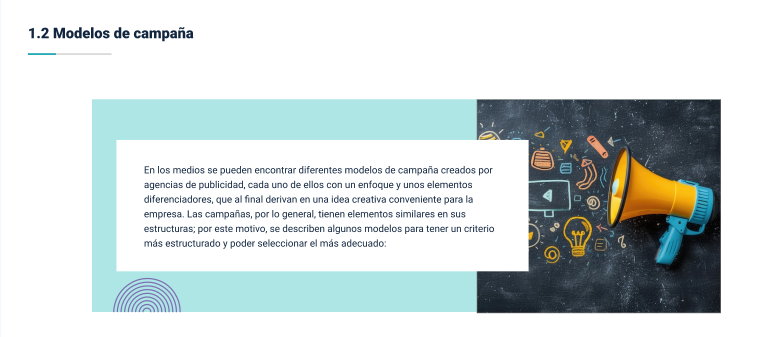 1.2 Modelos de campaña
En los medios se pueden encontrar diferentes modelos de campaña creados por
agencias de publicidad, cada uno de ellos con un enfoque y unos elementos
diferenciadores, que al final derivan en una idea creativa conveniente para la
empresa. Las campañas, por lo general, tienen elementos similares en sus
estructuras; por este motivo, se describen algunos modelos para tener un criterio
más estructurado y poder seleccionar el más adecuado: